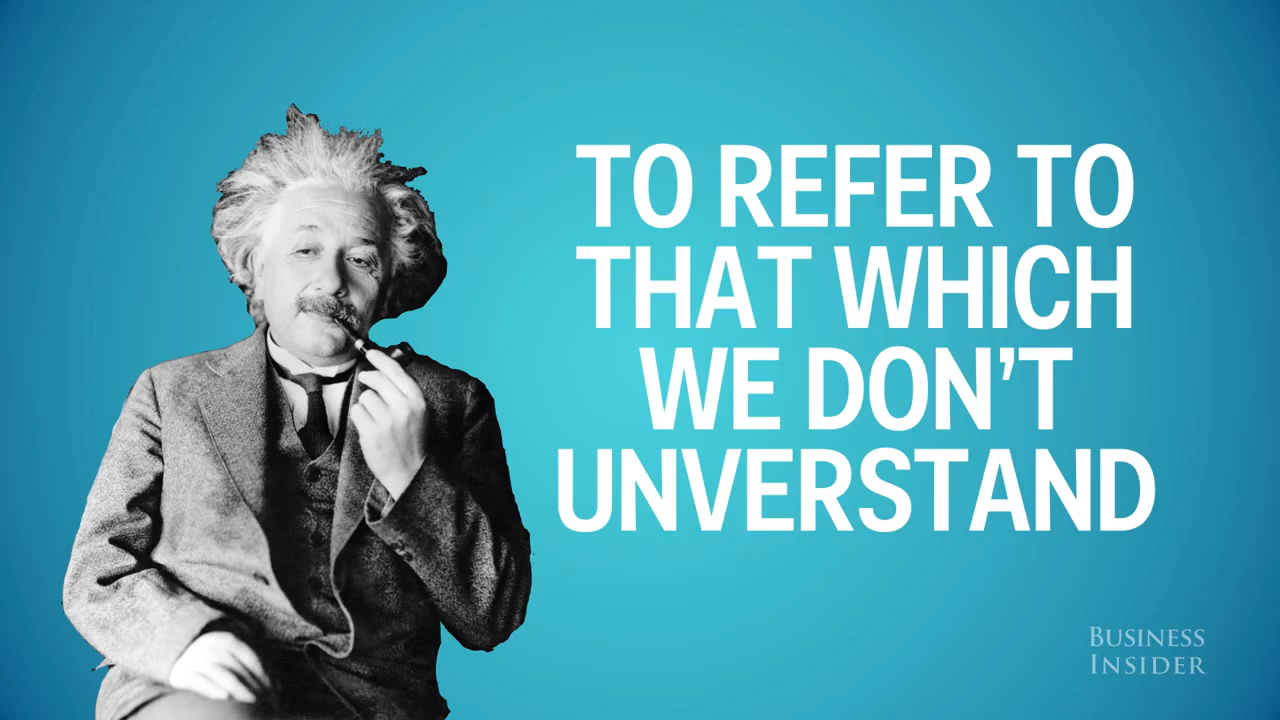 TO REFER TO
THAT WHICH
WE DON'T
UNVERSTAND
BUSINESS
INSIDER